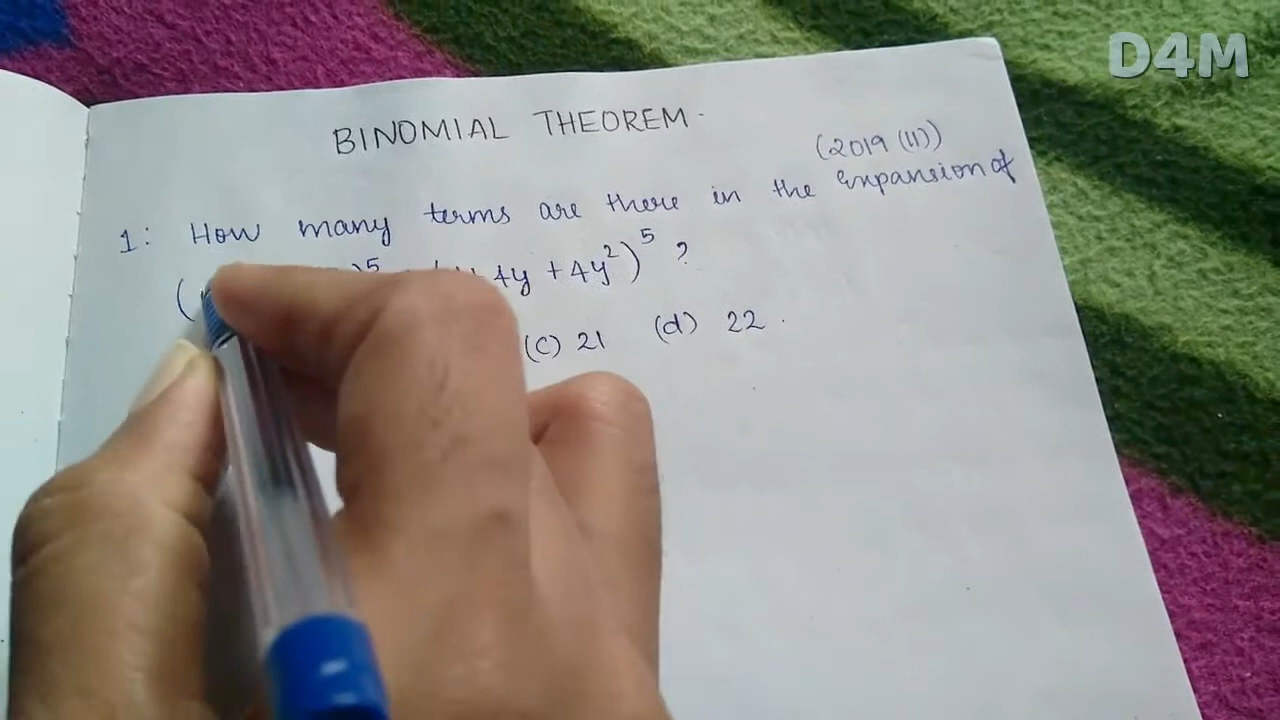 D4M
BINOMIAL THEOREM.
(2019 (II))
1: How many terms are there in the Expansion of
( )5 ( 4y + 4y2)5 ?
(C) 21 (d) 22.